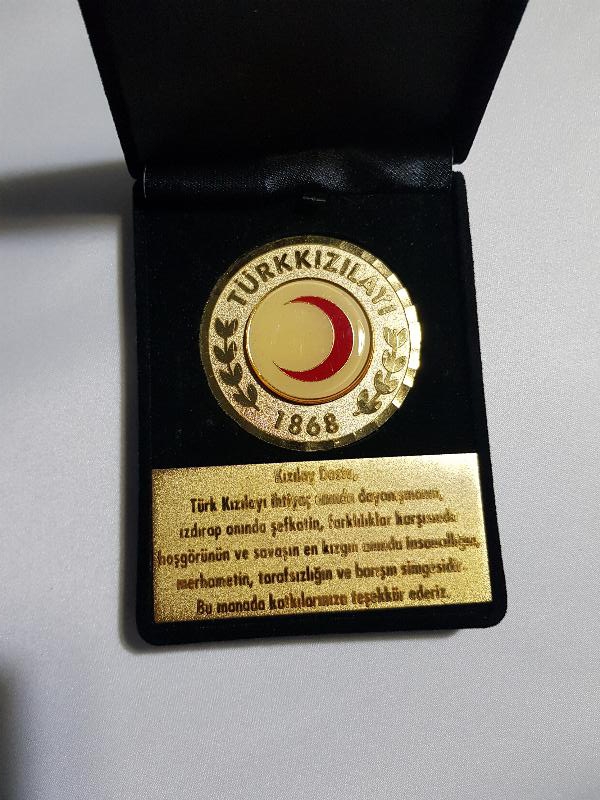 TÜRKKIZILAYI
1868
Kızılay Dostu,
Türk Kızılayı ihtiyaç anında dayanışmanın,
ızdırap anında şefkatin, farklılıklar karşısında
hoşgörünün ve savaşın en kızgın anında insancıllığın,
merhametin, tarafsızlığın ve barışın simgesidir.
Bu manada katkılarınıza teşekkür ederiz.